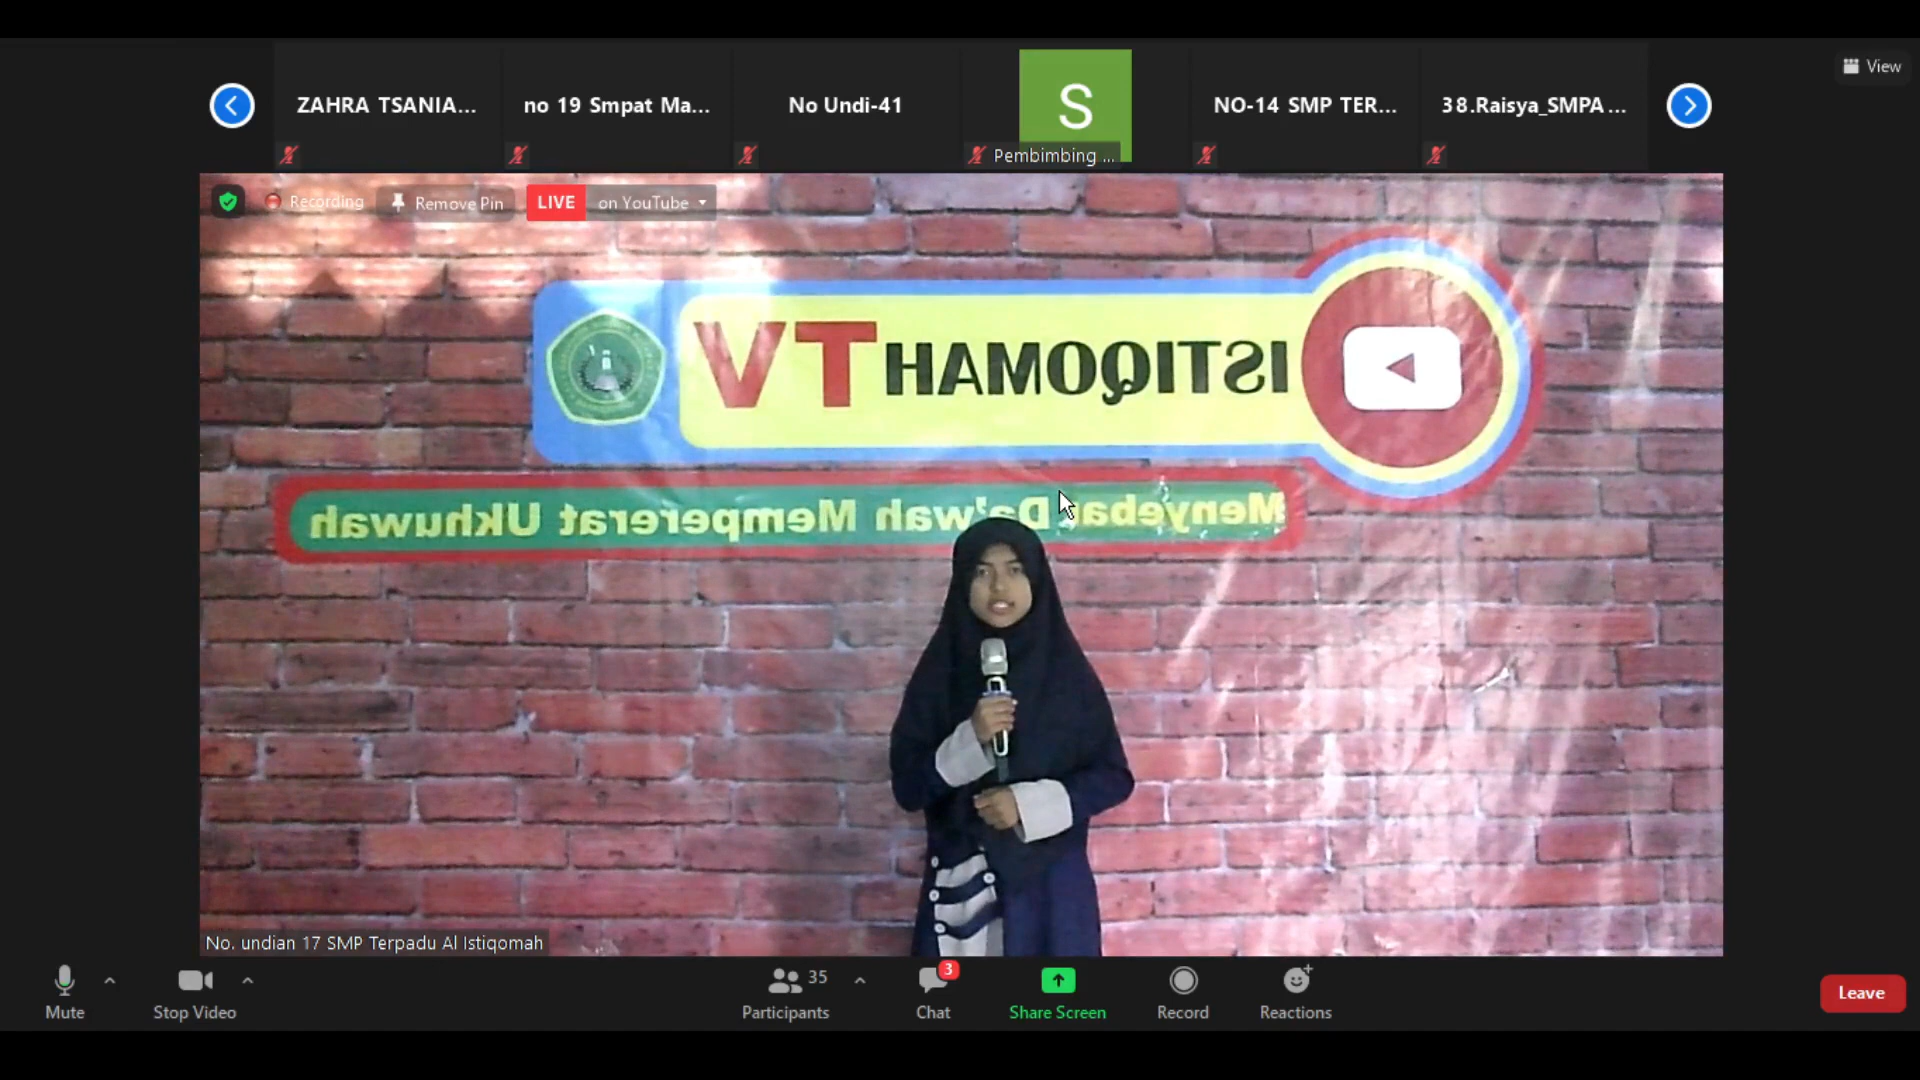 View
ZAHRA TSANIA...
no 19 Smpat Ma...
No Undi-41
S
Pembimbing ...
NO-14 SMP TER...
38.Raisya_SMPA...
Recording
Remove Pin
LIVE on YouTube
ISTIQOMAH TV
Menyebar Da'wah Mempererat Ukhuwah
No. undian 17 SMP Terpadu Al Istiqomah
Mute
Stop Video
35
Participants
3
Chat
Share Screen
Record
Reactions
Leave